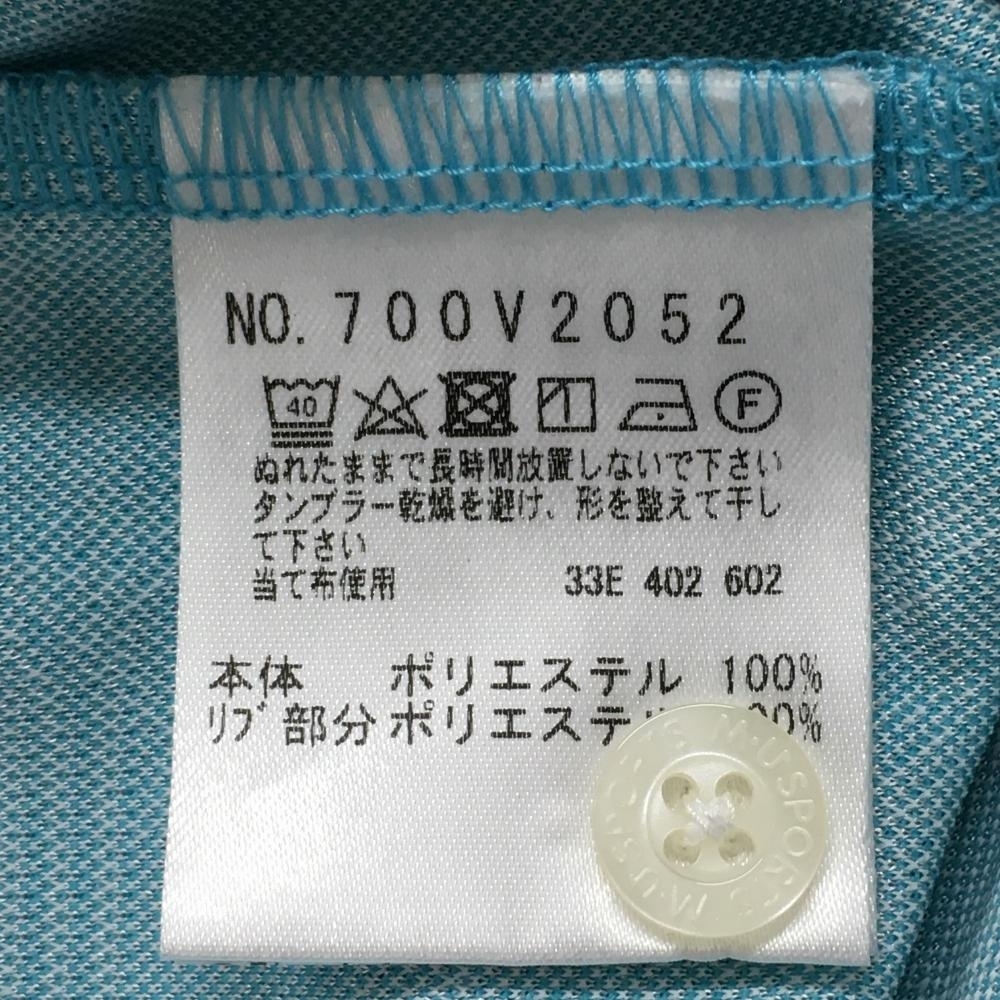 NO. 700V2052
40 F
ぬれたままで長時間放置しないで下さい
タンブラー乾燥を避け、形を整えて干し
て下さい
当て布使用 33E 402 602
本体 ポリエステル 100%
リブ部分 ポリエステル
M・USPORTS